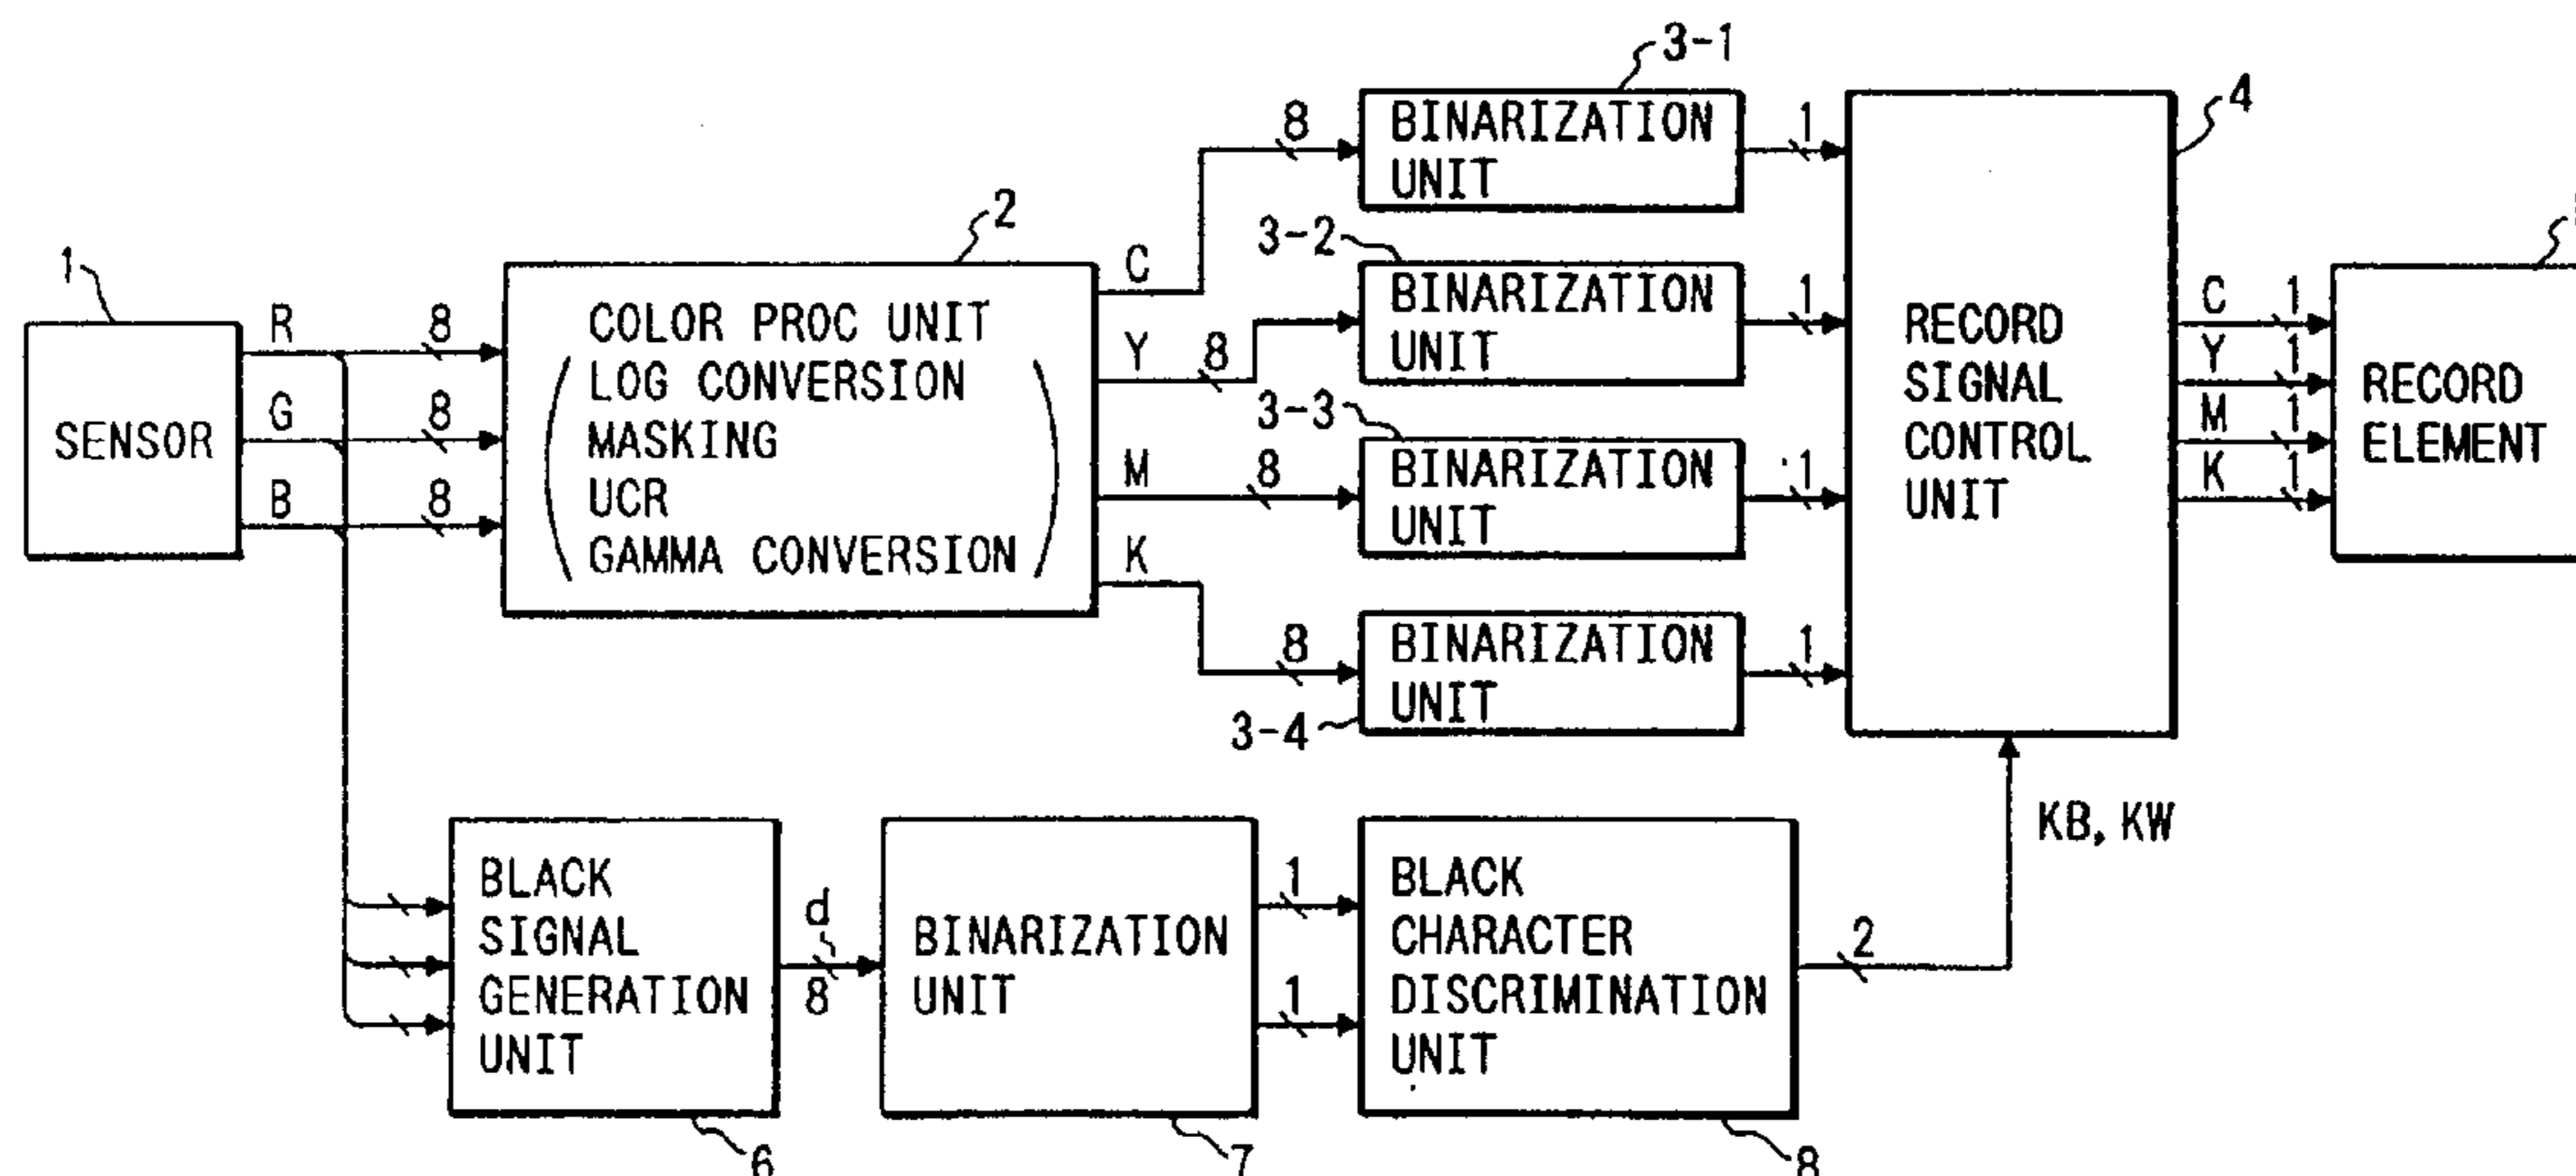 1
SENSOR
R
8
G
8
B
8
2
COLOR PROC UNIT
LOG CONVERSION
MASKING
UCR
GAMMA CONVERSION
C
8
Y
8
M
8
K
8
3-1
BINARIZATION
UNIT
1
3-2
BINARIZATION
UNIT
1
3-3
BINARIZATION
UNIT
1
3-4
BINARIZATION
UNIT
1
4
RECORD
SIGNAL
CONTROL
UNIT
C
1
Y
1
M
1
K
1
RECORD
ELEMENT
BLACK
SIGNAL
GENERATION
UNIT
6
d
8
BINARIZATION
UNIT
7
1
1
BLACK
CHARACTER
DISCRIMINATION
UNIT
8
2
KB, KW